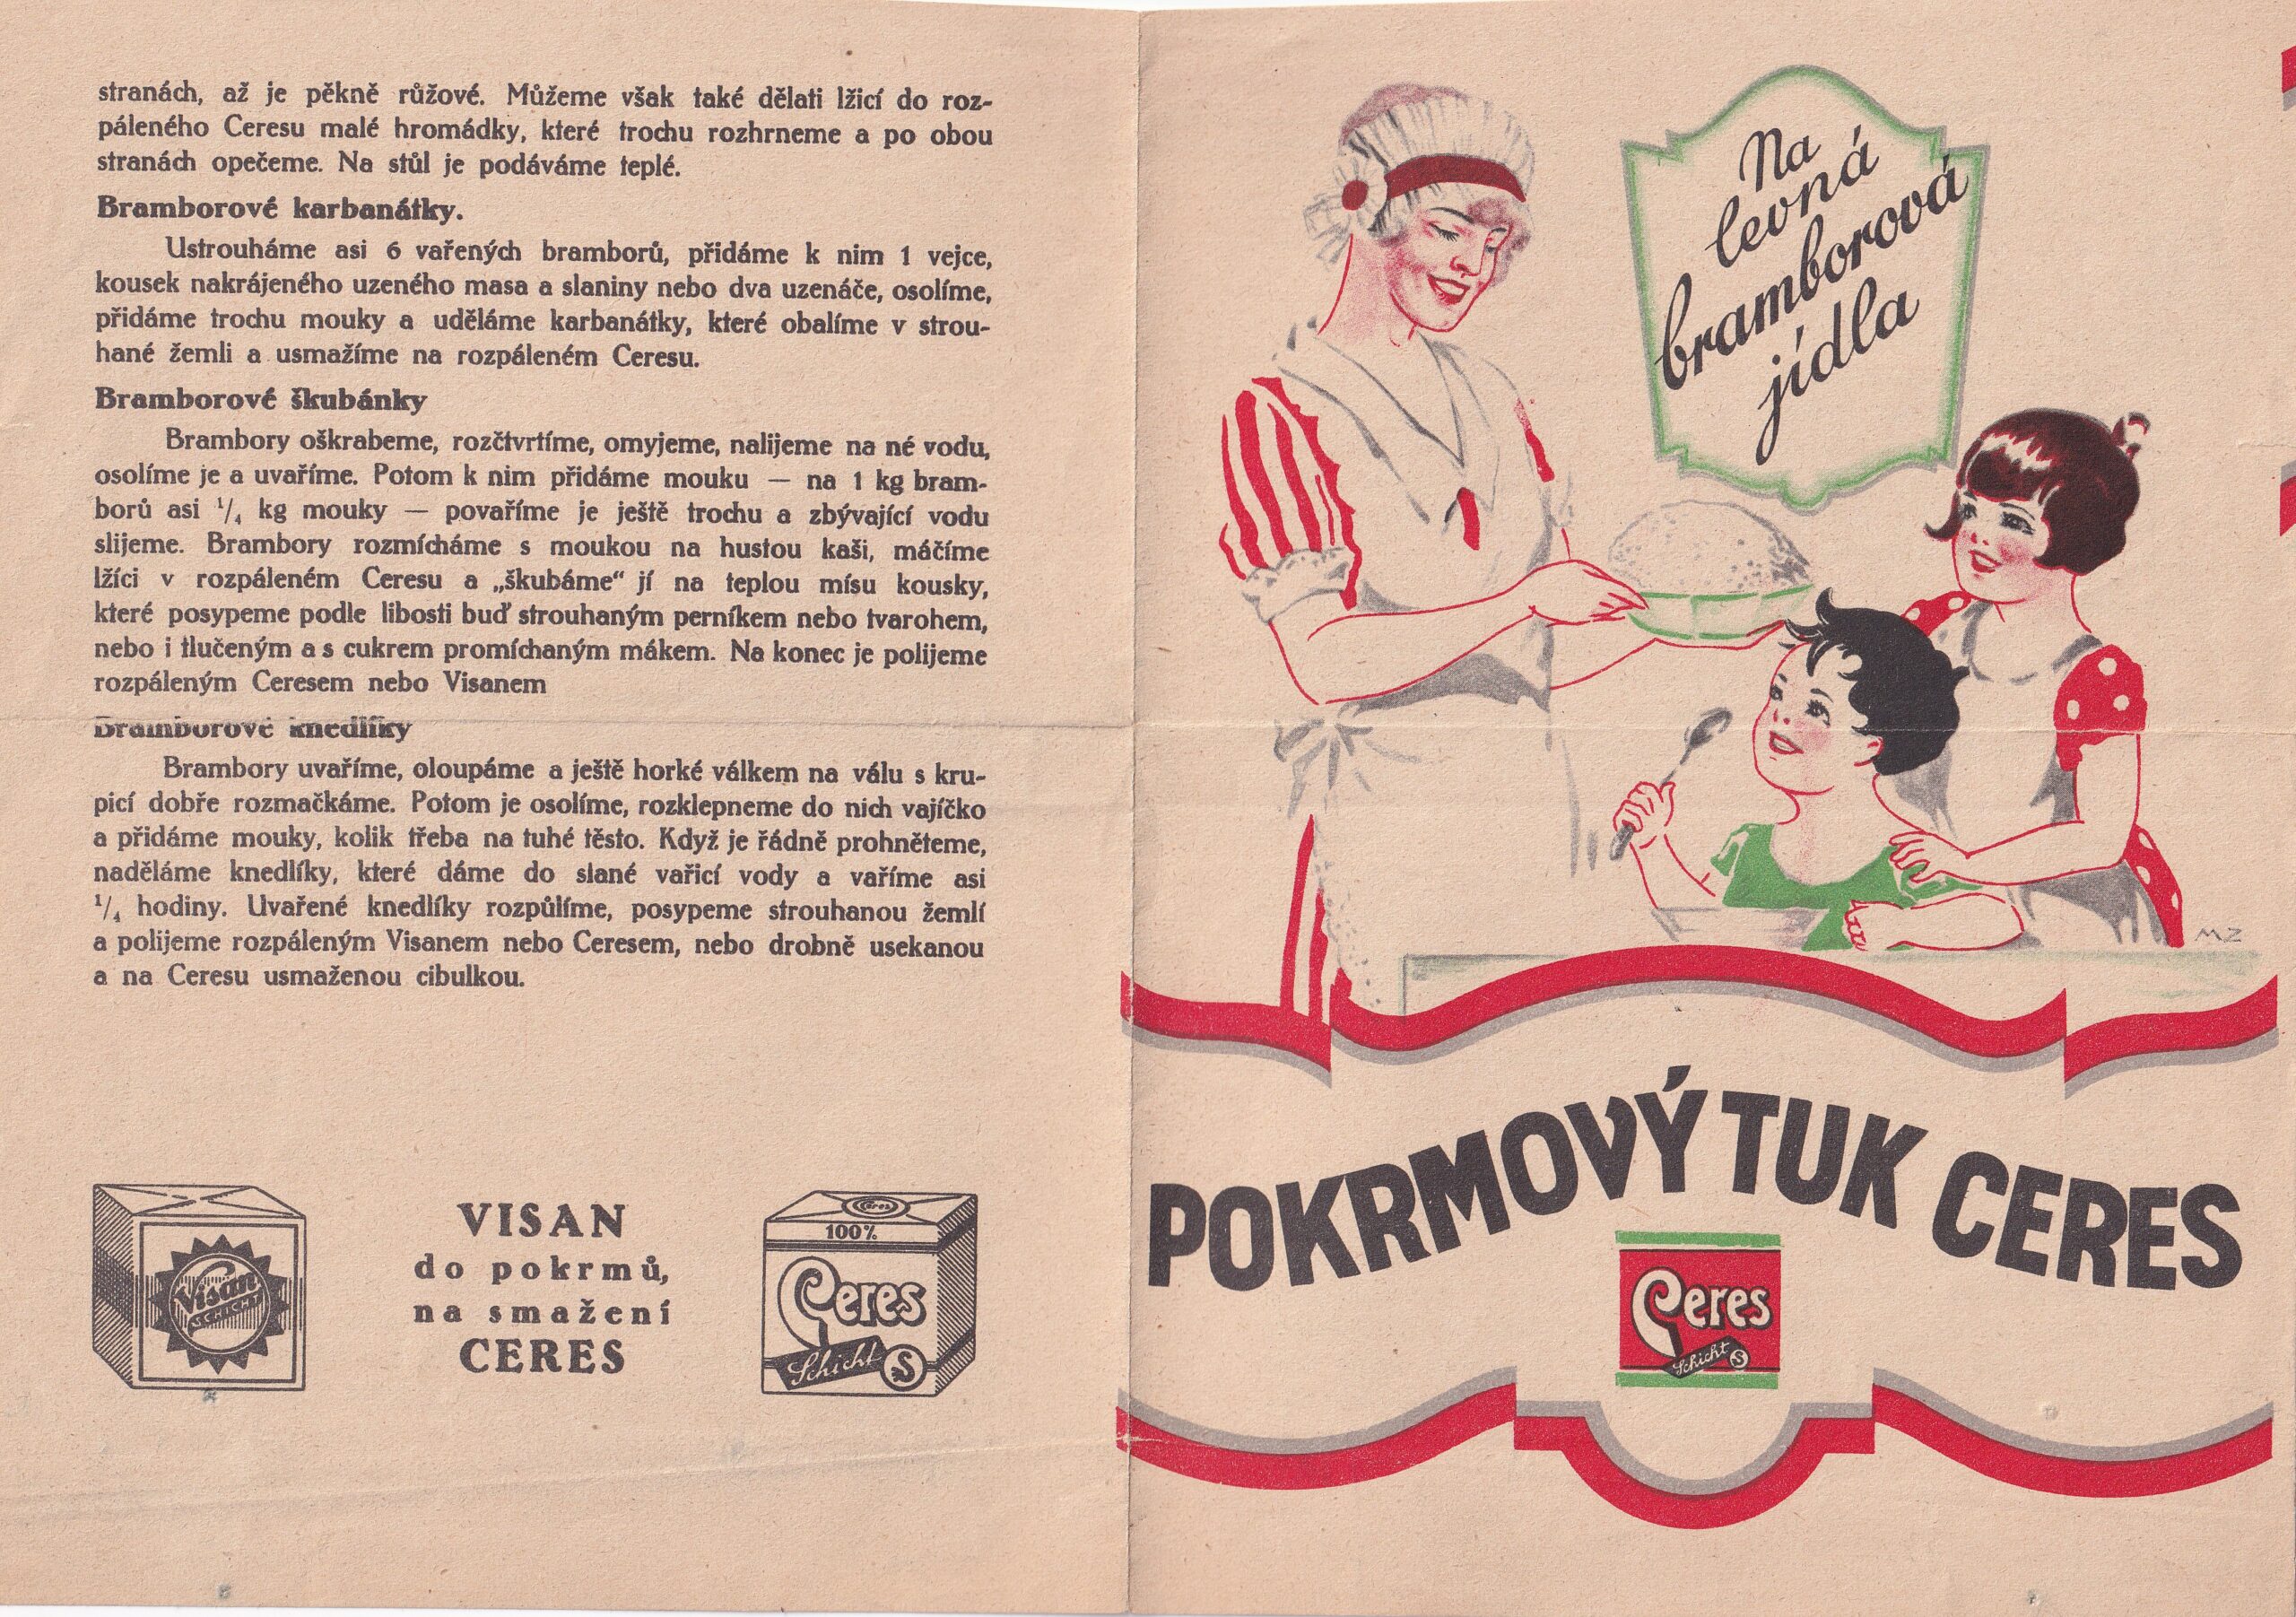 stranách, až je pěkně růžové. Můžeme však také dělati lžicí do roz-
páleného Ceresu malé hromádky, které trochu rozhrneme a po obou
stranách opečeme. Na stůl je podáváme teplé.
Bramborové karbanátky.
Ustrouháme asi 6 vařených bramborů, přidáme k nim 1 vejce,
kousek nakrájeného uzeného masa a slaniny nebo dva uzenáče, osolíme,
přidáme trochu mouky a uděláme karbanátky, které obalíme v strou-
hané žemli a usmažíme na rozpáleném Ceresu.
Bramborové škubánky
Brambory oškrabeme, rozčtvrtíme, omyjeme, nalijeme na né vodu,
osolíme je a uvaříme. Potom k nim přidáme mouku — na 1 kg bram-
borů asi 1/4 kg mouky — povaříme je ještě trochu a zbývající vodu
slijeme. Brambory rozmícháme s moukou na hustou kaši, máčíme
lžíci v rozpáleném Ceresu a „škubáme“ jí na teplou mísu kousky,
které posypeme podle libosti buď strouhaným perníkem nebo tvarohem,
nebo i tlučeným a s cukrem promíchaným mákem. Na konec je polijeme
rozpáleným Ceresem nebo Visanem
Bramborové knedlíky
Brambory uvaříme, oloupáme a ještě horké válkem na válu s kru-
picí dobře rozmačkáme. Potom je osolíme, rozklepneme do nich vajíčko
a přidáme mouky, kolik třeba na tuhé těsto. Když je řádně prohněteme,
naděláme knedlíky, které dáme do slané vařicí vody a vaříme asi
1/4 hodiny. Uvařené knedlíky rozpůlíme, posypeme strouhanou žemlí
a polijeme rozpáleným Visanem nebo Ceresem, nebo drobně usekanou
a na Ceresu usmaženou cibulkou.
Visan
SCHICHT
VISAN
do pokrmů,
na smažení
CERES
Ceres
100%
Ceres
Schicht S
Na
levná
bramborová
jídla
MZ
POKRMOVÝ TUK CERES
Ceres
Schicht S